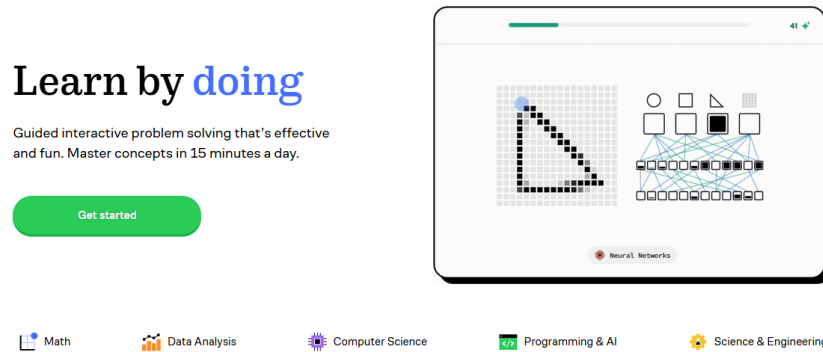 41
Learn by doing
Guided interactive problem solving that's effective
and fun. Master concepts in 15 minutes a day.
Get started
Neural Networks
Math
Data Analysis
Computer Science
Programming & AI
Science & Engineering